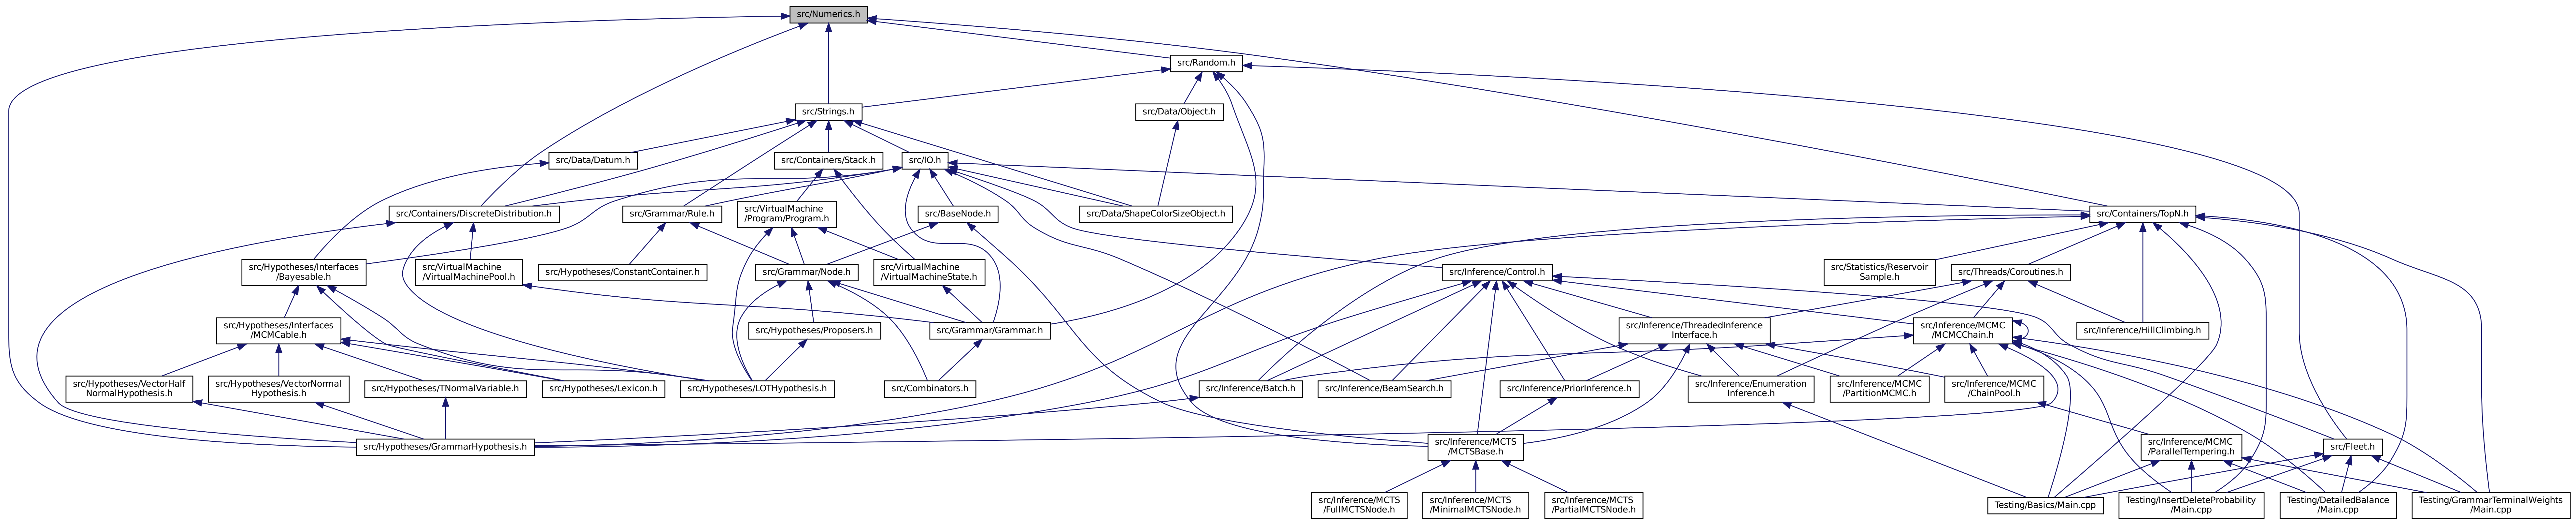 src/Numerics.h
src/Random.h
src/Strings.h
src/Data/Object.h
src/Data/Datum.h
src/Containers/Stack.h
src/IO.h
src/Containers/DiscreteDistribution.h
src/Grammar/Rule.h
src/VirtualMachine
/Program/Program.h
src/BaseNode.h
src/Data/ShapeColorSizeObject.h
src/Containers/TopN.h
src/Hypotheses/Interfaces
/Bayesable.h
src/VirtualMachine
/VirtualMachinePool.h
src/Hypotheses/ConstantContainer.h
src/Grammar/Node.h
src/VirtualMachine
/VirtualMachineState.h
src/Inference/Control.h
src/Statistics/Reservoir
Sample.h
src/Threads/Coroutines.h
src/Hypotheses/Interfaces
/MCMCable.h
src/Hypotheses/Proposers.h
src/Grammar/Grammar.h
src/Inference/ThreadedInference
Interface.h
src/Inference/MCMC
/MCMCChain.h
src/Inference/HillClimbing.h
src/Hypotheses/VectorHalf
NormalHypothesis.h
src/Hypotheses/VectorNormal
Hypothesis.h
src/Hypotheses/TNormalVariable.h
src/Hypotheses/Lexicon.h
src/Hypotheses/LOTHypothesis.h
src/Combinators.h
src/Inference/Batch.h
src/Inference/BeamSearch.h
src/Inference/PriorInference.h
src/Inference/Enumeration
Inference.h
src/Inference/MCMC
/PartitionMCMC.h
src/Inference/MCMC
/ChainPool.h
src/Hypotheses/GrammarHypothesis.h
src/Inference/MCTS
/MCTSBase.h
src/Inference/MCMC
/ParallelTempering.h
src/Fleet.h
src/Inference/MCTS
/FullMCTSNode.h
src/Inference/MCTS
/MinimalMCTSNode.h
src/Inference/MCTS
/PartialMCTSNode.h
Testing/Basics/Main.cpp
Testing/InsertDeleteProbability
/Main.cpp
Testing/DetailedBalance
/Main.cpp
Testing/GrammarTerminalWeights
/Main.cpp